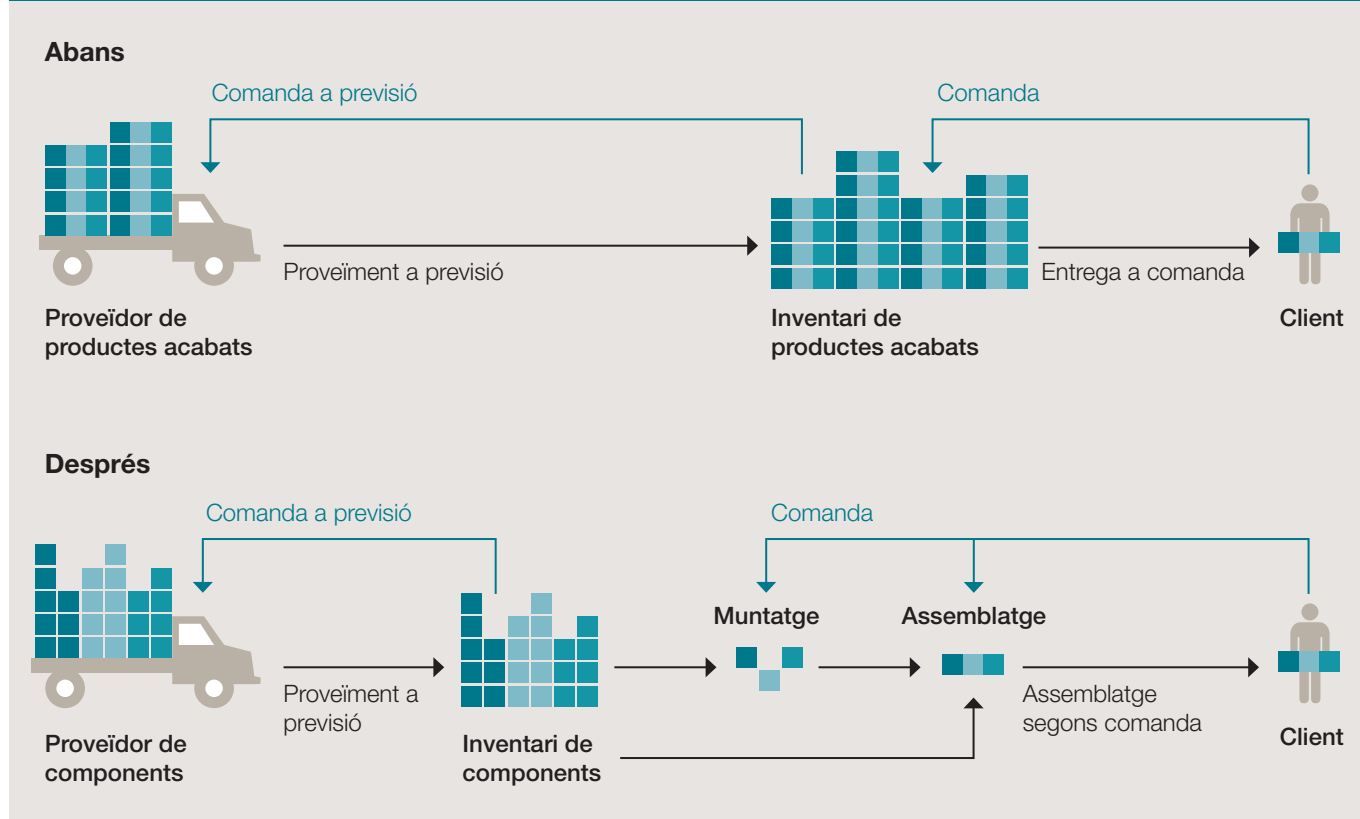 Abans
Comanda a previsió
Comanda
Proveïment a previsió
Entrega a comanda
Proveïdor de
productes acabats
Inventari de
productes acabats
Client
Després
Comanda a previsió
Comanda
Muntatge
Assemblatge
Proveïment a
previsió
Assemblatge
segons comanda
Proveïdor de
components
Inventari de
components
Client